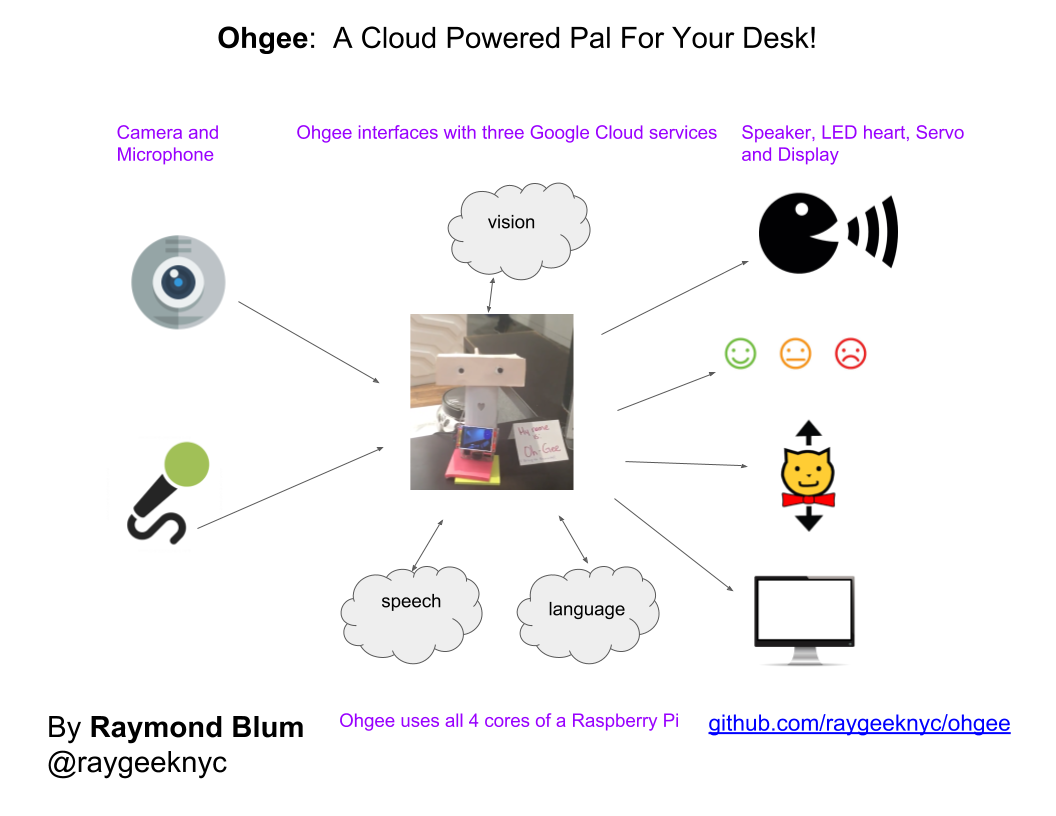 Ohgee:  A Cloud Powered Pal For Your Desk!
Camera and
Microphone
Ohgee interfaces with three Google Cloud services
Speaker, LED heart, Servo
and Display
vision
My name
is
Oh-Gee
speech
language
By Raymond Blum
@raygeeknyc
Ohgee uses all 4 cores of a Raspberry Pi
github.com/raygeeknyc/ohgee